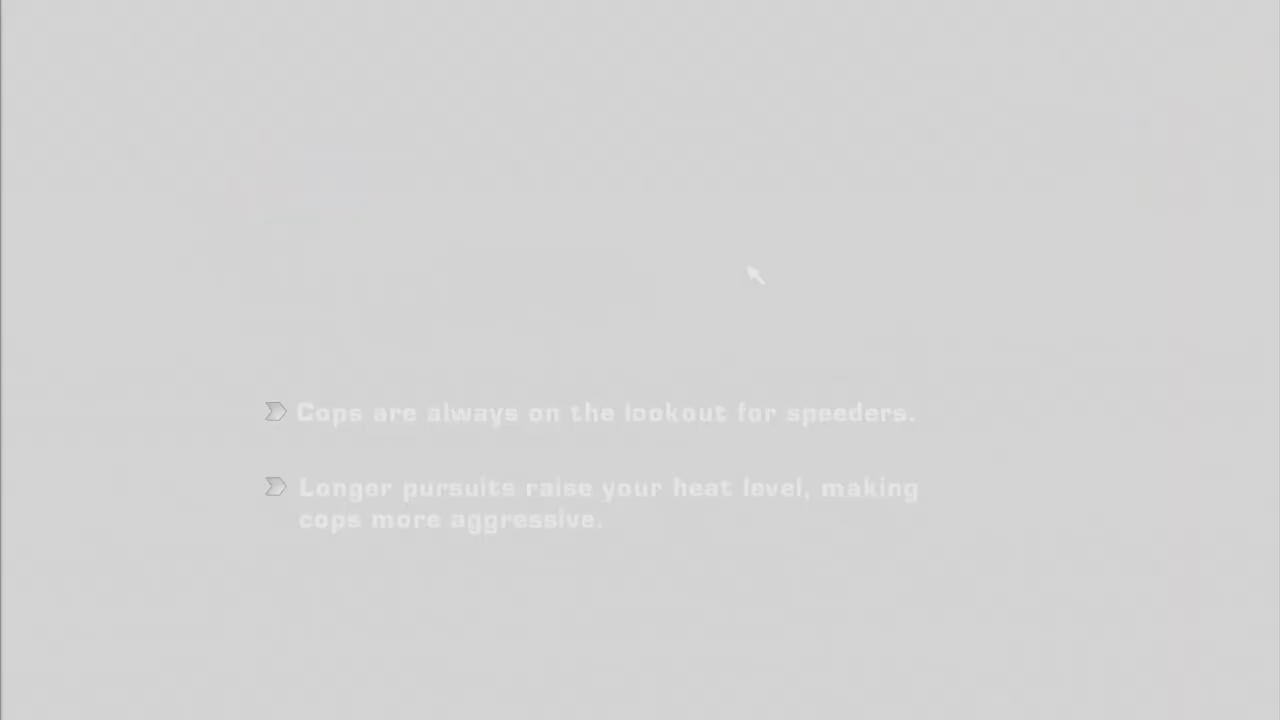 Cops are always on the lookout for speeders.
Longer pursuits raise your heat level, making
cops more aggressive.